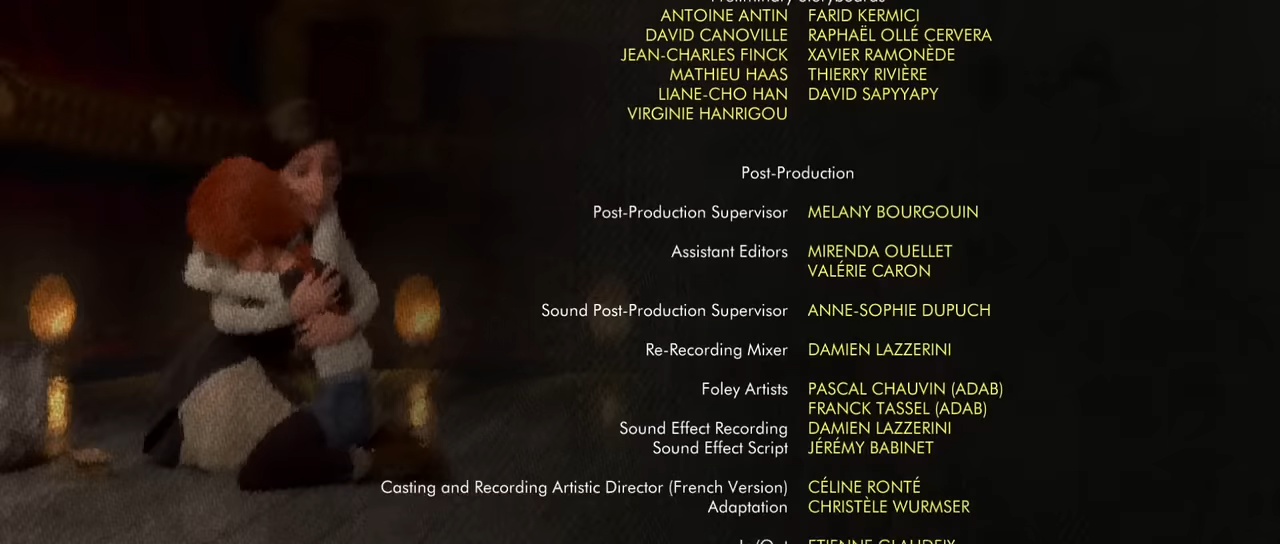 Preliminary Storyboards
ANTOINE ANTIN FARID KERMICI
DAVID CANOVILLE RAPHAËL OLLÉ CERVERA
JEAN-CHARLES FINCK XAVIER RAMONÈDE
MATHIEU HAAS THIERRY RIVIÈRE
LIANE-CHO HAN DAVID SAPYYAPY
VIRGINIE HANRIGOU
Post-Production
Post-Production Supervisor MELANY BOURGOUIN
Assistant Editors MIRENDA OUELLET
VALÉRIE CARON
Sound Post-Production Supervisor ANNE-SOPHIE DUPUCH
Re-Recording Mixer DAMIEN LAZZERINI
Foley Artists PASCAL CHAUVIN (ADAB)
FRANCK TASSEL (ADAB)
Sound Effect Recording DAMIEN LAZZERINI
Sound Effect Script JÉRÉMY BABINET
Casting and Recording Artistic Director (French Version) CÉLINE RONTÉ
Adaptation CHRISTÈLE WURMSER